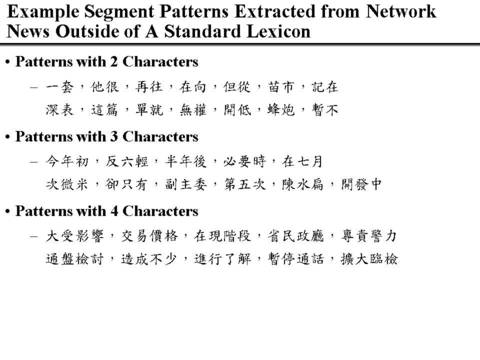 Example Segment Patterns Extracted from Network
News Outside of A Standard Lexicon
• Patterns with 2 Characters
– 一套，他很，再往，在向，但從，苗市，記在
深表，這篇，單就，無權，開低，蜂炮，暫不
• Patterns with 3 Characters
– 今年初，反六輕，半年後，必要時，在七月
次微米，卻只有，副主委，第五次，陳水扁，開發中
• Patterns with 4 Characters
– 大受影響，交易價格，在現階段，省民政廳，專責警力
通盤檢討，造成不少，進行了解，暫停通話，擴大臨檢